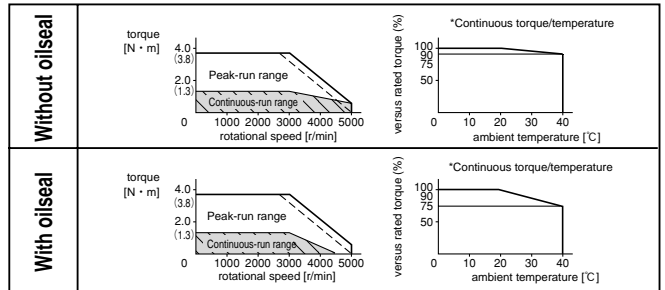 Without oilseal
torque
[N・m]
4.0
(3.8)
2.0
(1.3)
Peak-run range
Continuous-run range
0 1000 2000 3000 4000 5000
rotational speed [r/min]
*Continuous torque/temperature
versus rated torque (%)
100
90
75
50
0 10 20 30 40
ambient temperature [℃]
With oilseal
torque
[N・m]
4.0
(3.8)
2.0
(1.3)
Peak-run range
Continuous-run range
0 1000 2000 3000 4000 5000
rotational speed [r/min]
*Continuous torque/temperature
versus rated torque (%)
100
90
75
50
0 10 20 30 40
ambient temperature [℃]